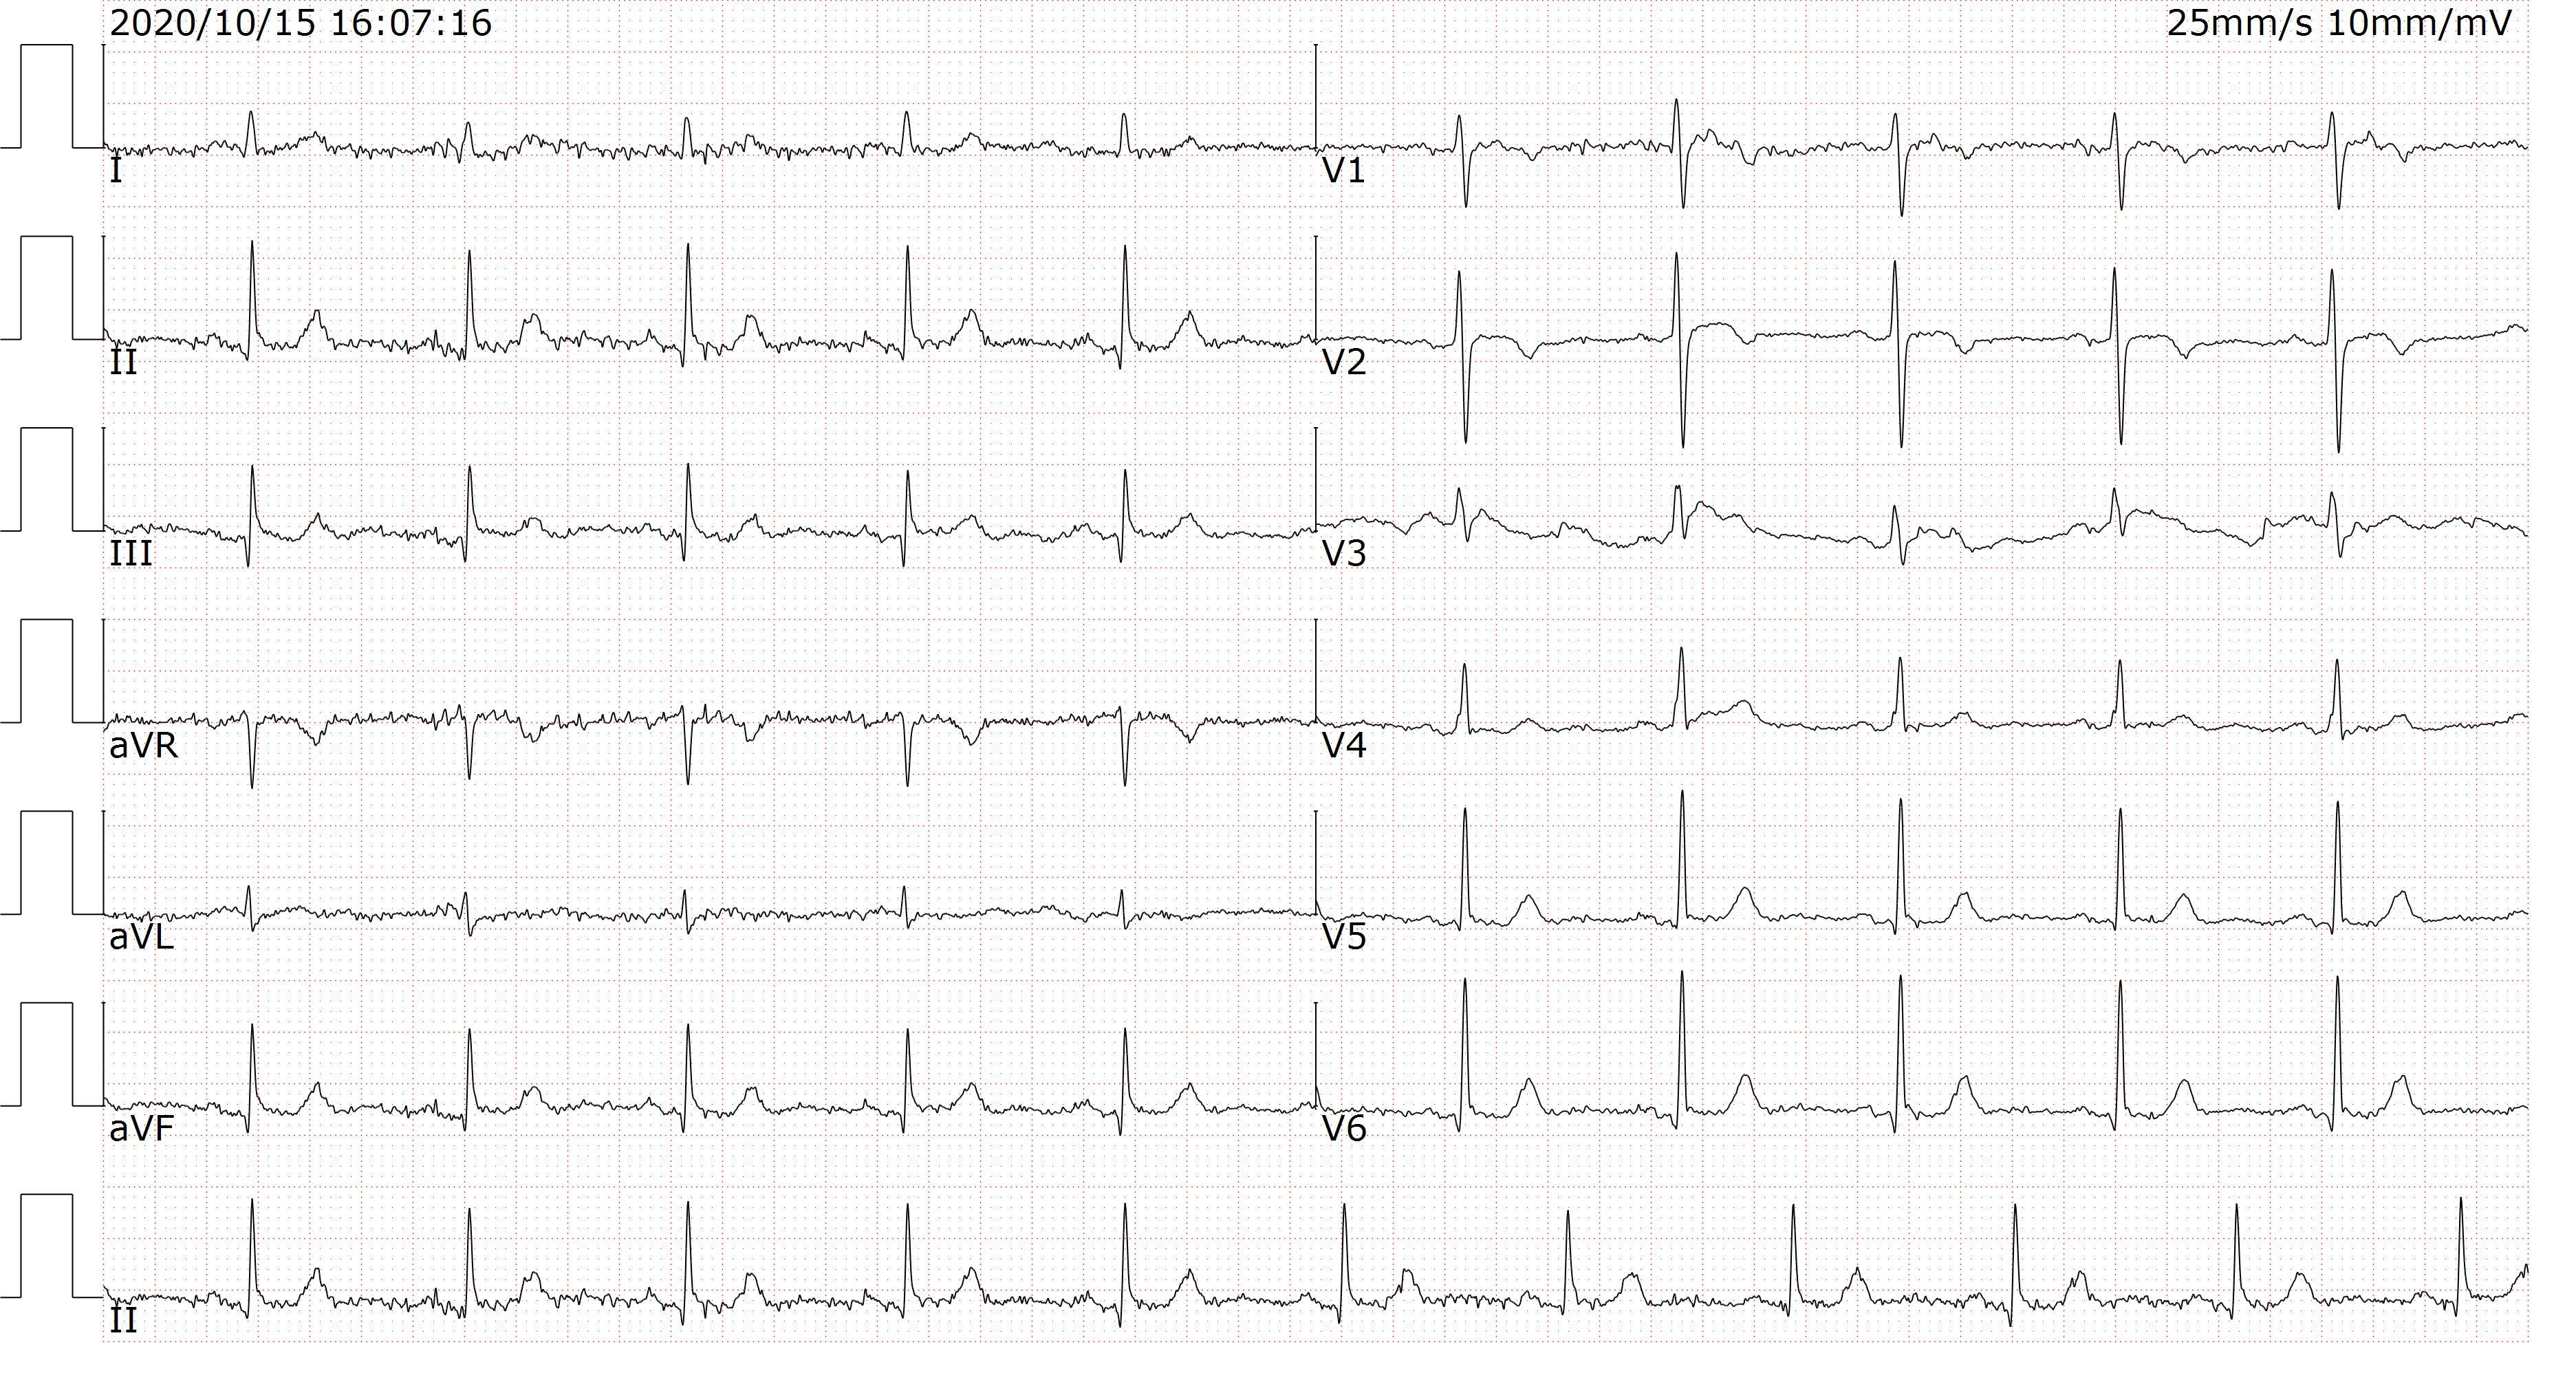 2020/10/15 16:07:16 25mm/s 10mm/mV
I V1
II V2
III V3
aVR V4
aVL V5
aVF V6
II